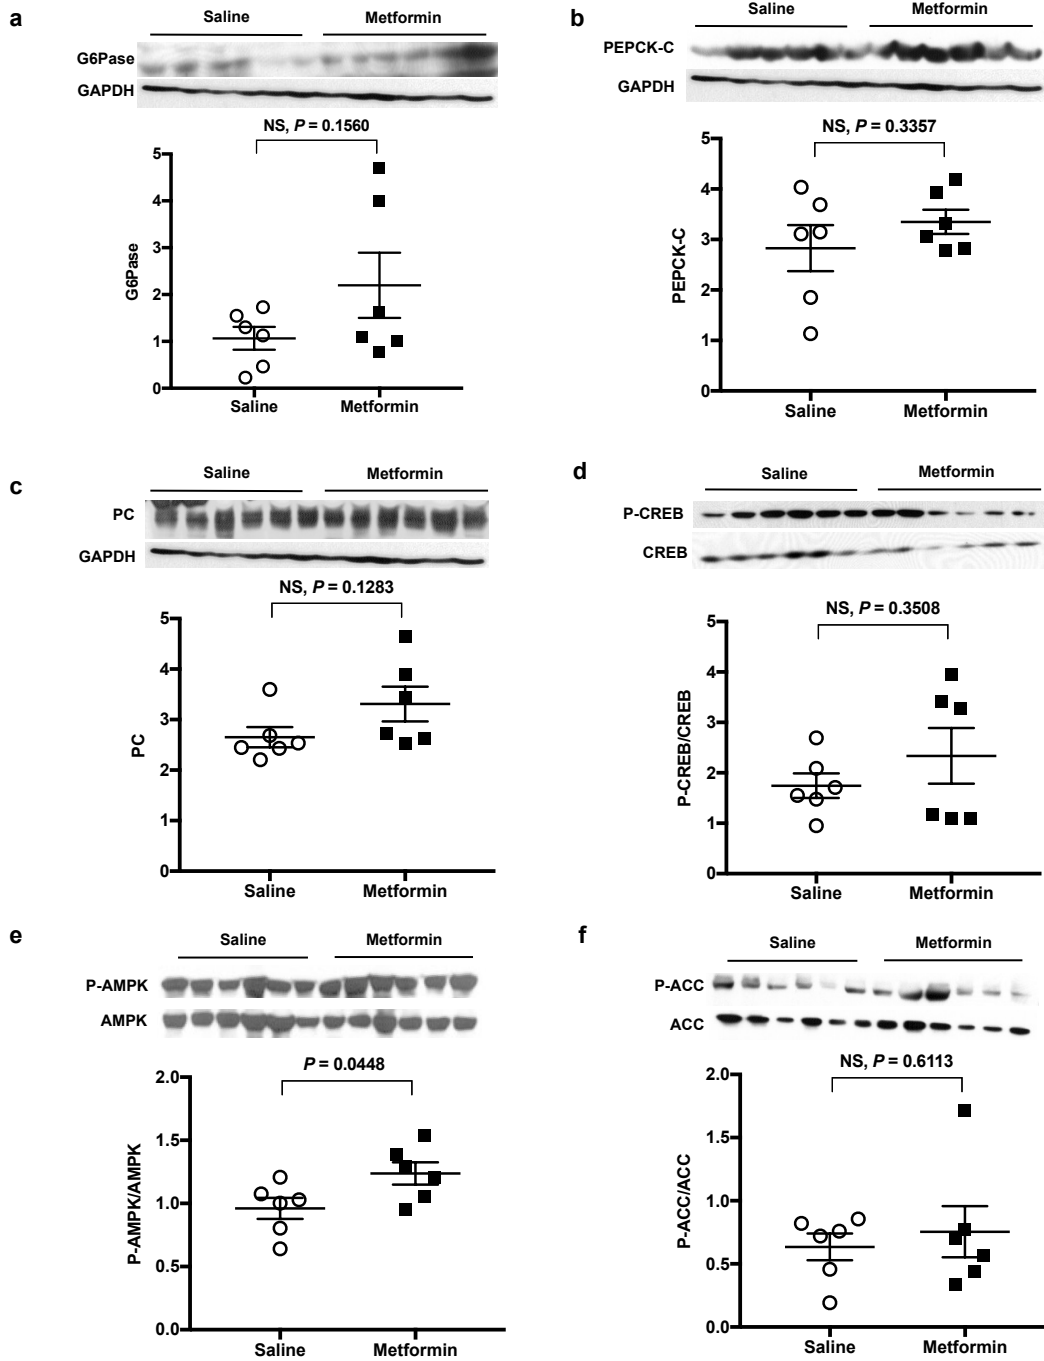 a
Saline Metformin
G6Pase
GAPDH
NS, P = 0.1560
5
4
3
2
1
0
G6Pase
Saline Metformin
b
Saline Metformin
PEPCK-C
GAPDH
NS, P = 0.3357
5
4
3
2
1
0
PEPCK-C
Saline Metformin
c
Saline Metformin
PC
GAPDH
NS, P = 0.1283
5
4
3
2
1
0
PC
Saline Metformin
d
Saline Metformin
P-CREB
CREB
NS, P = 0.3508
5
4
3
2
1
0
P-CREB/CREB
Saline Metformin
e
Saline Metformin
P-AMPK
AMPK
P = 0.0448
2.0
1.5
1.0
0.5
0.0
P-AMPK/AMPK
Saline Metformin
f
Saline Metformin
P-ACC
ACC
NS, P = 0.6113
2.0
1.5
1.0
0.5
0.0
P-ACC/ACC
Saline Metformin